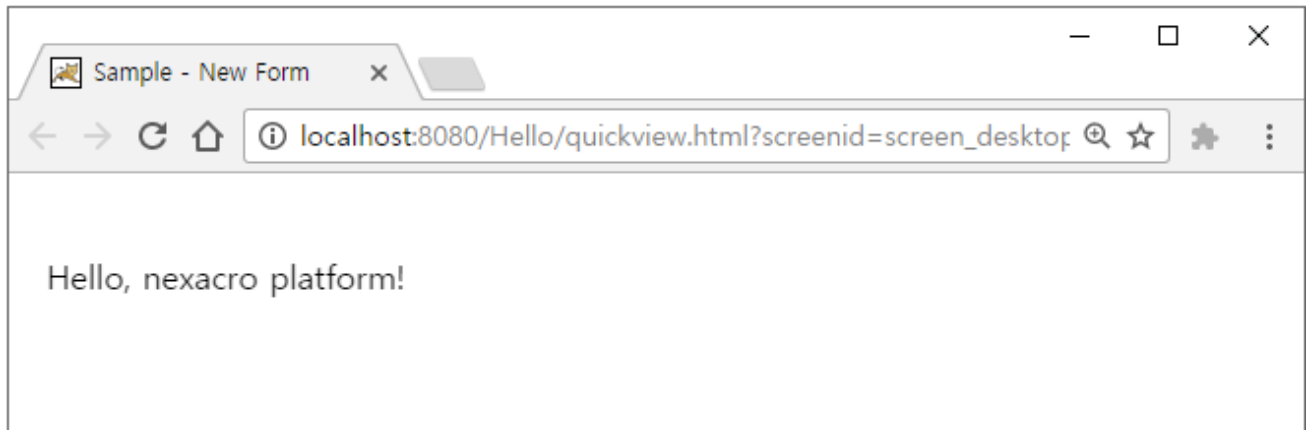 Sample - New Form
localhost:8080/Hello/quickview.html?screenid=screen_desktop
Hello, nexacro platform!